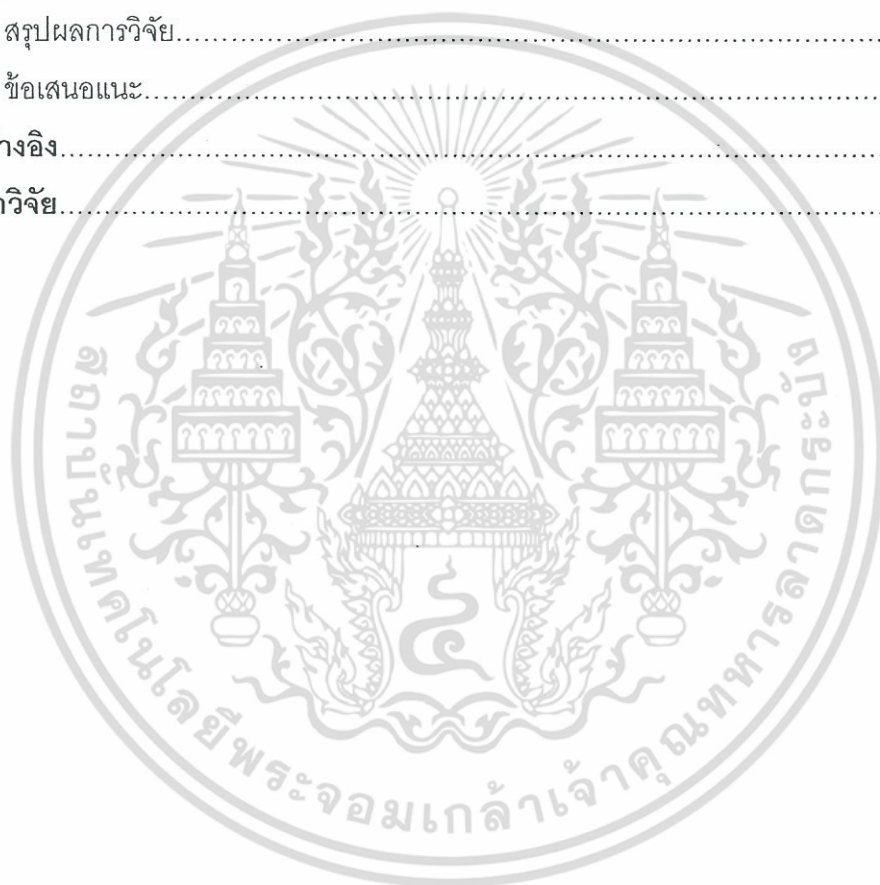 สรุปผลการวิจัย
ข้อเสนอแนะ
างอิง
าวิจัย
สถาบันเทคโนโลยีพระจอมเกล้าเจ้าคุณทหารลาดกระบัง
๔